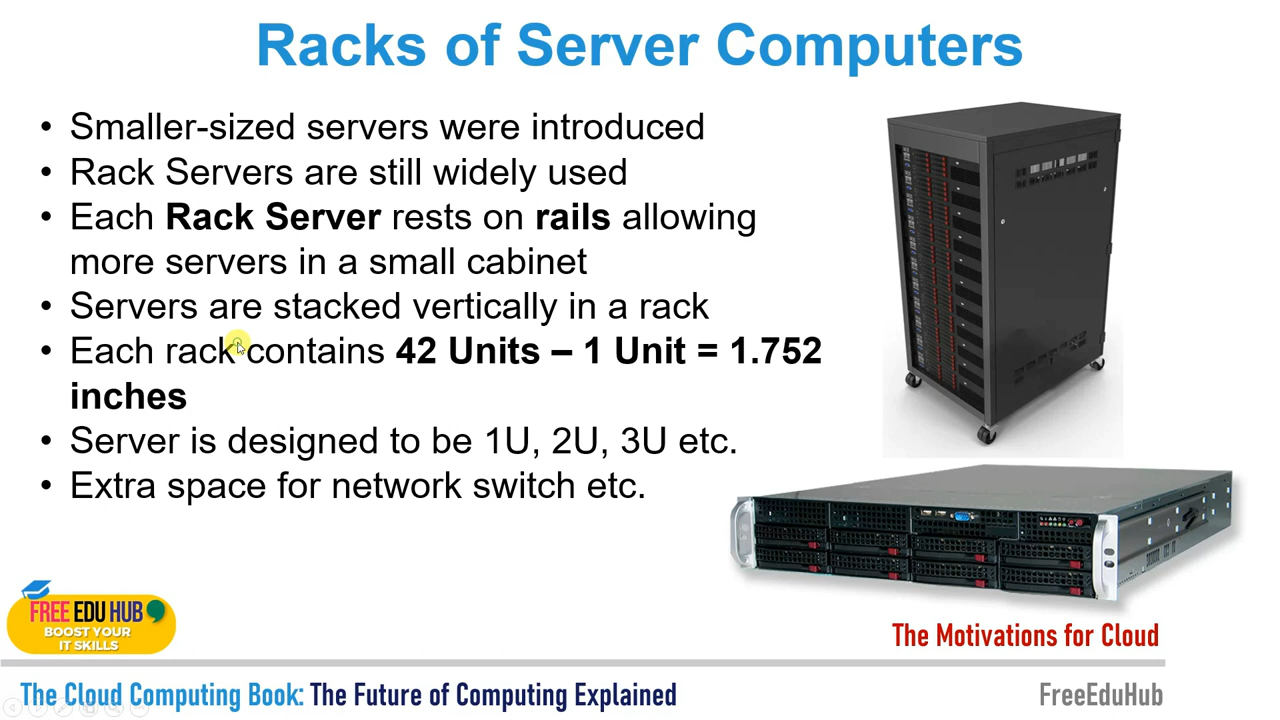 Racks of Server Computers
• Smaller-sized servers were introduced
• Rack Servers are still widely used
• Each Rack Server rests on rails allowing
more servers in a small cabinet
• Servers are stacked vertically in a rack
• Each rack contains 42 Units – 1 Unit = 1.752
inches
• Server is designed to be 1U, 2U, 3U etc.
• Extra space for network switch etc.
FREE EDU HUB
BOOST YOUR
IT SKILLS
The Motivations for Cloud
The Cloud Computing Book: The Future of Computing Explained
FreeEduHub